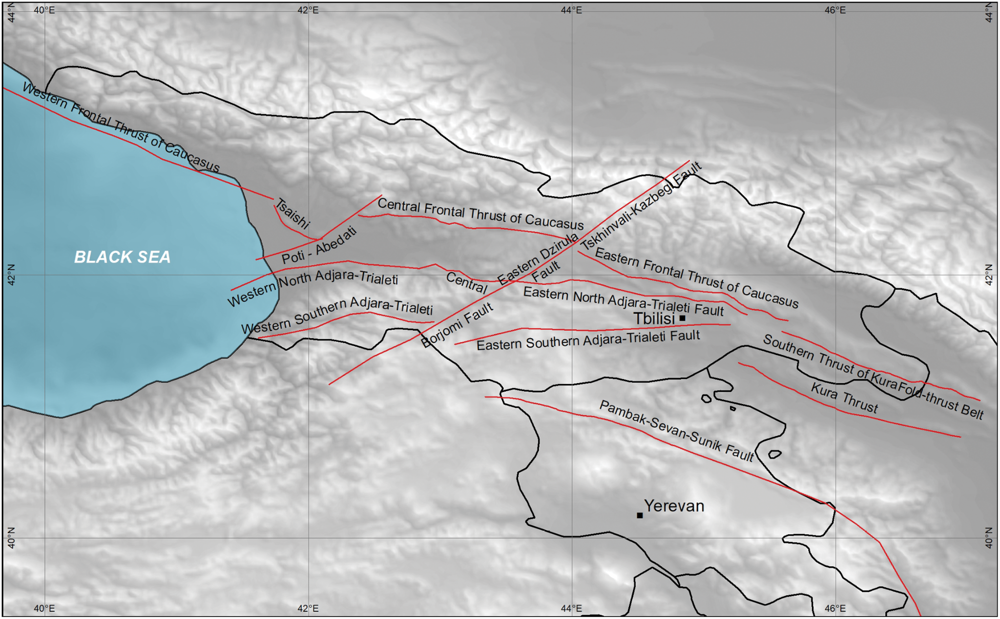 40°E
42°E
44°E
46°E
44°N
44°N
Western Frontal Thrust of Caucasus
Tskhinvali-Kazbegi Fault
Tsaishi
Central Frontal Thrust of Caucasus
Poti - Abedati
Eastern Dzirula
Fault
BLACK SEA
Eastern Frontal Thrust of Caucasus
42°N
42°N
Western North Adjara-Trialeti
Central
Eastern North Adjara-Trialeti Fault
Western Southern Adjara-Trialeti
Borjomi Fault
Tbilisi
Eastern Southern Adjara-Trialeti Fault
Southern Thrust of Kura Fold-thrust Belt
Kura Thrust
Pambak-Sevan-Sunik Fault
Yerevan
40°N
40°N
40°E
42°E
44°E
46°E